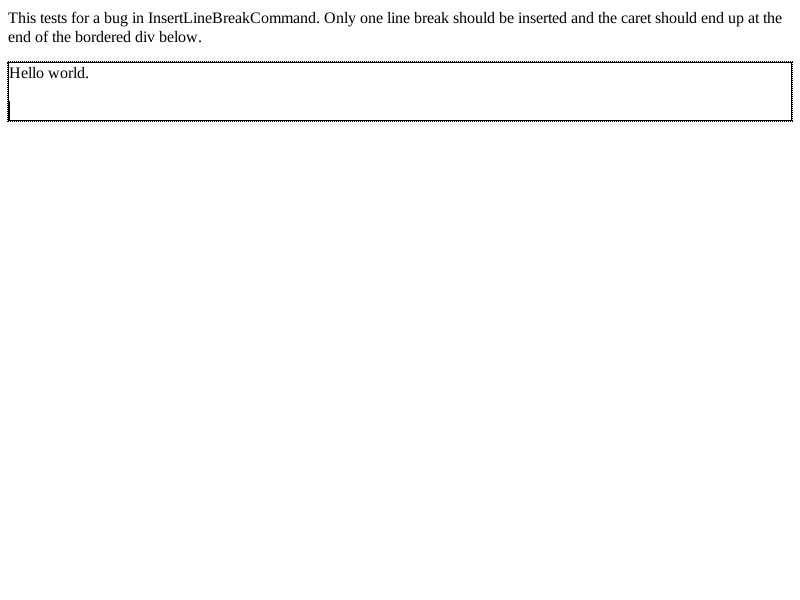 This tests for a bug in InsertLineBreakCommand. Only one line break should be inserted and the caret should end up at the
end of the bordered div below.
Hello world.